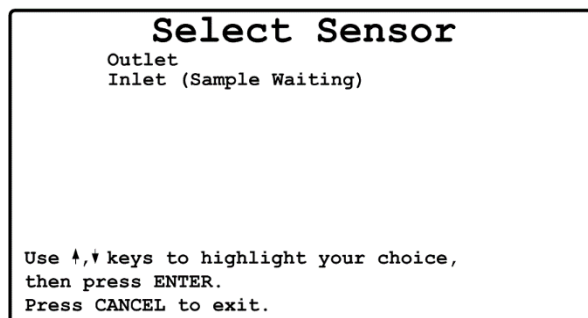 Select Sensor
Outlet
Inlet (Sample Waiting)
Use ↑,↓ keys to highlight your choice,
then press ENTER.
Press CANCEL to exit.